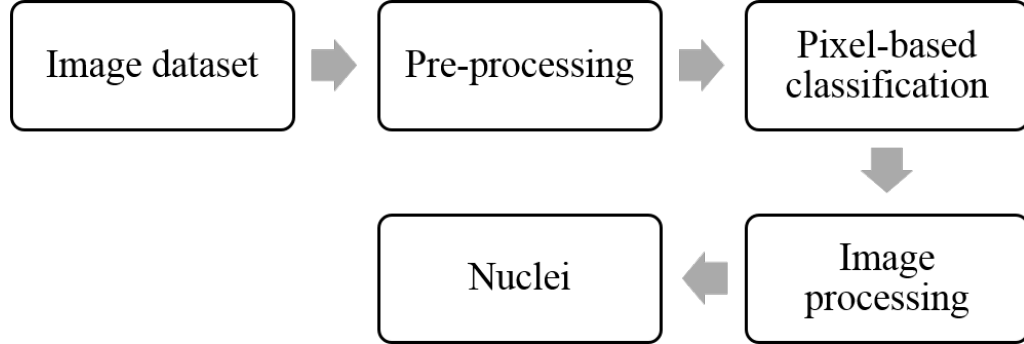 Image dataset
Pre-processing
Pixel-based
classification
Image
processing
Nuclei